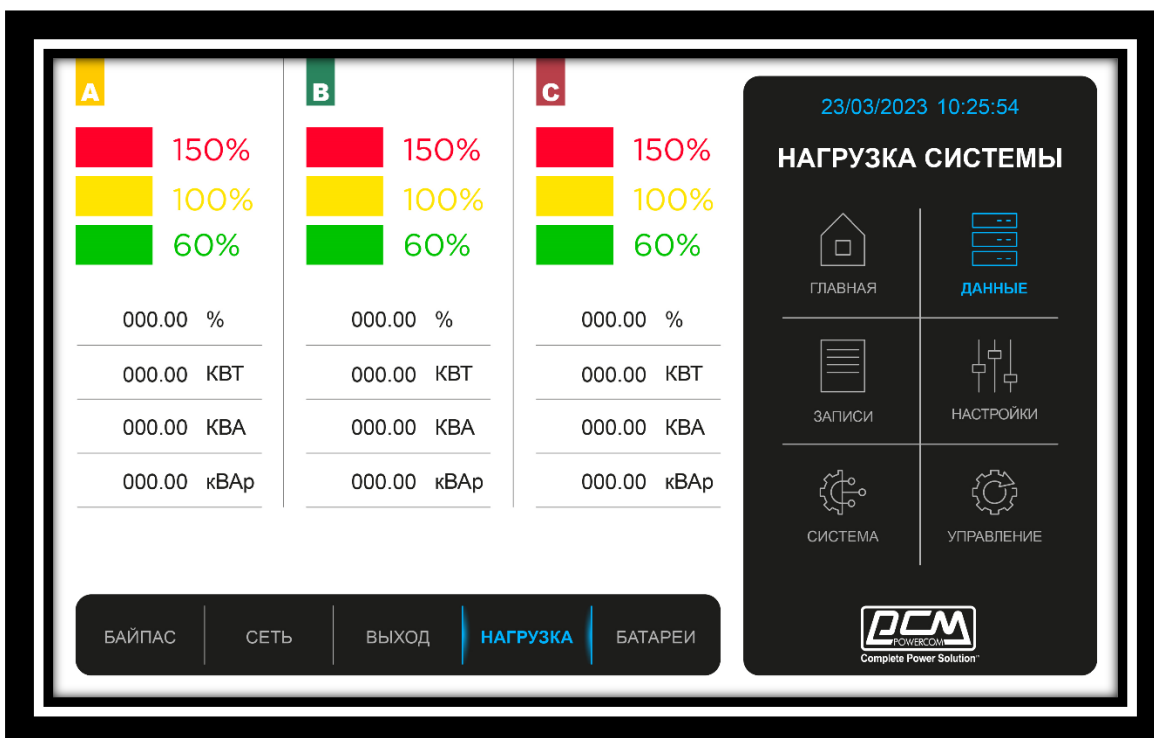 A
B
C
150%
150%
150%
100%
100%
100%
60%
60%
60%
000.00 %
000.00 %
000.00 %
000.00 КВТ
000.00 КВТ
000.00 КВТ
000.00 КВА
000.00 КВА
000.00 КВА
000.00 кВАр
000.00 кВАр
000.00 кВАр
БАЙПАС
СЕТЬ
ВЫХОД
НАГРУЗКА
БАТАРЕИ
23/03/2023 10:25:54
НАГРУЗКА СИСТЕМЫ
ГЛАВНАЯ
ДАННЫЕ
ЗАПИСИ
НАСТРОЙКИ
СИСТЕМА
УПРАВЛЕНИЕ
PCM
POWERCOM
Complete Power Solution"